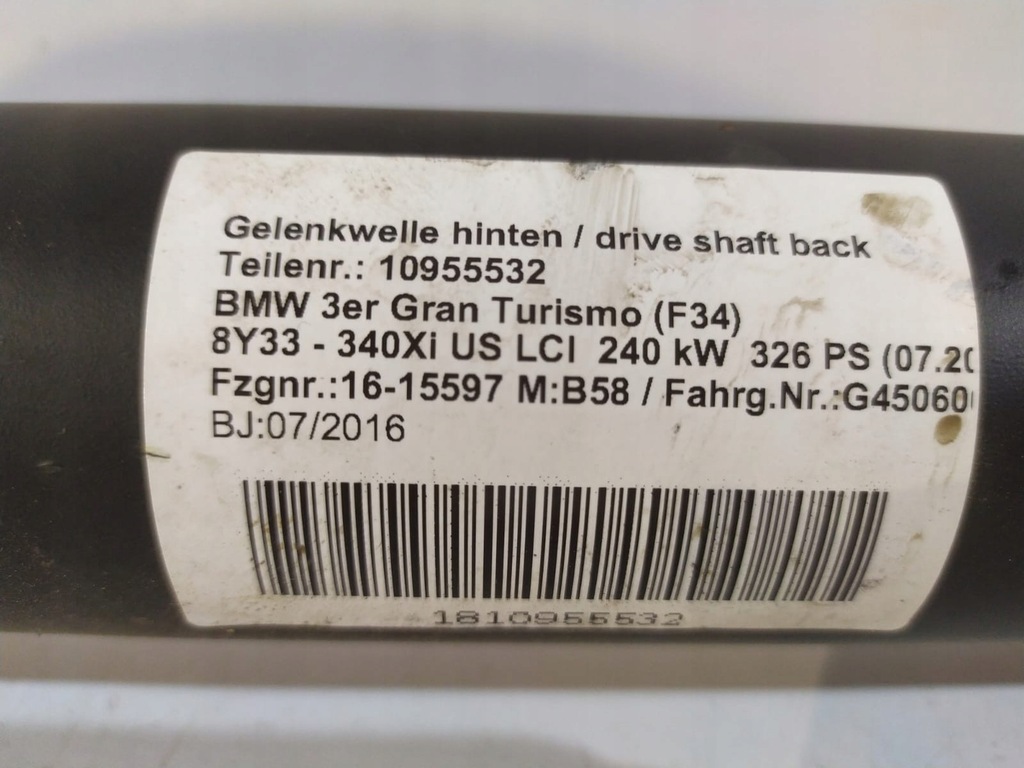 Gelenkwelle hinten / drive shaft back
Teilenr.: 10955532
BMW 3er Gran Turismo (F34)
8Y33 - 340Xi US LCI 240 kW 326 PS (07.20
Fzgnr.:16-15597 M:B58 / Fahrg.Nr.:G45060
BJ:07/2016
1810955532